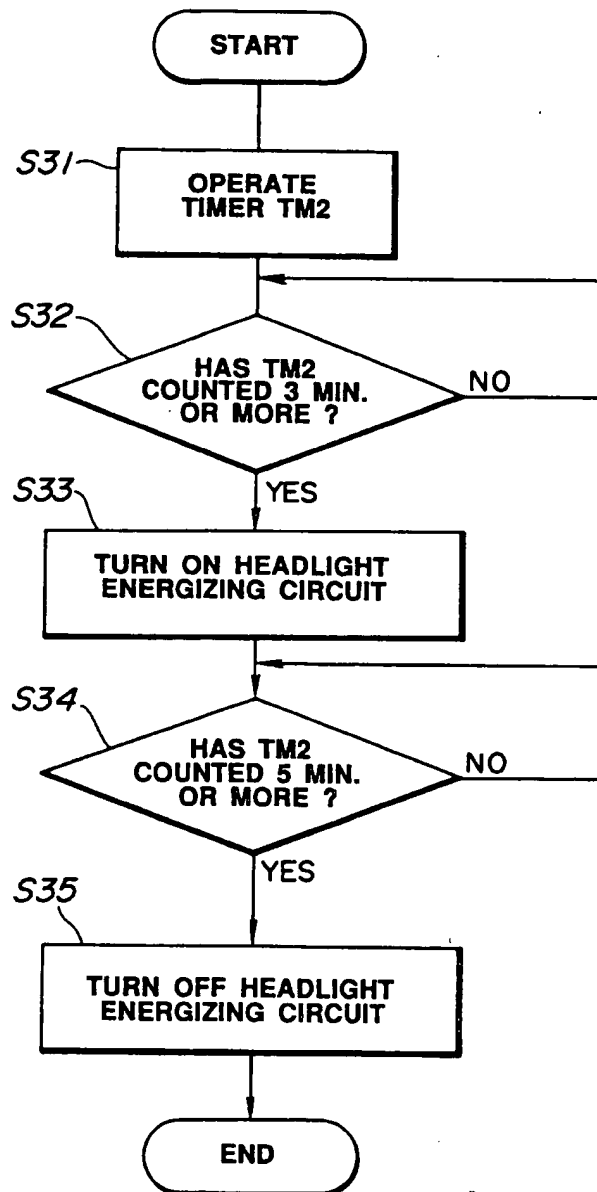 START
S31
OPERATE
TIMER TM2
S32
HAS TM2
COUNTED 3 MIN.
OR MORE ?
NO
YES
S33
TURN ON HEADLIGHT
ENERGIZING CIRCUIT
S34
HAS TM2
COUNTED 5 MIN.
OR MORE ?
NO
YES
S35
TURN OFF HEADLIGHT
ENERGIZING CIRCUIT
END